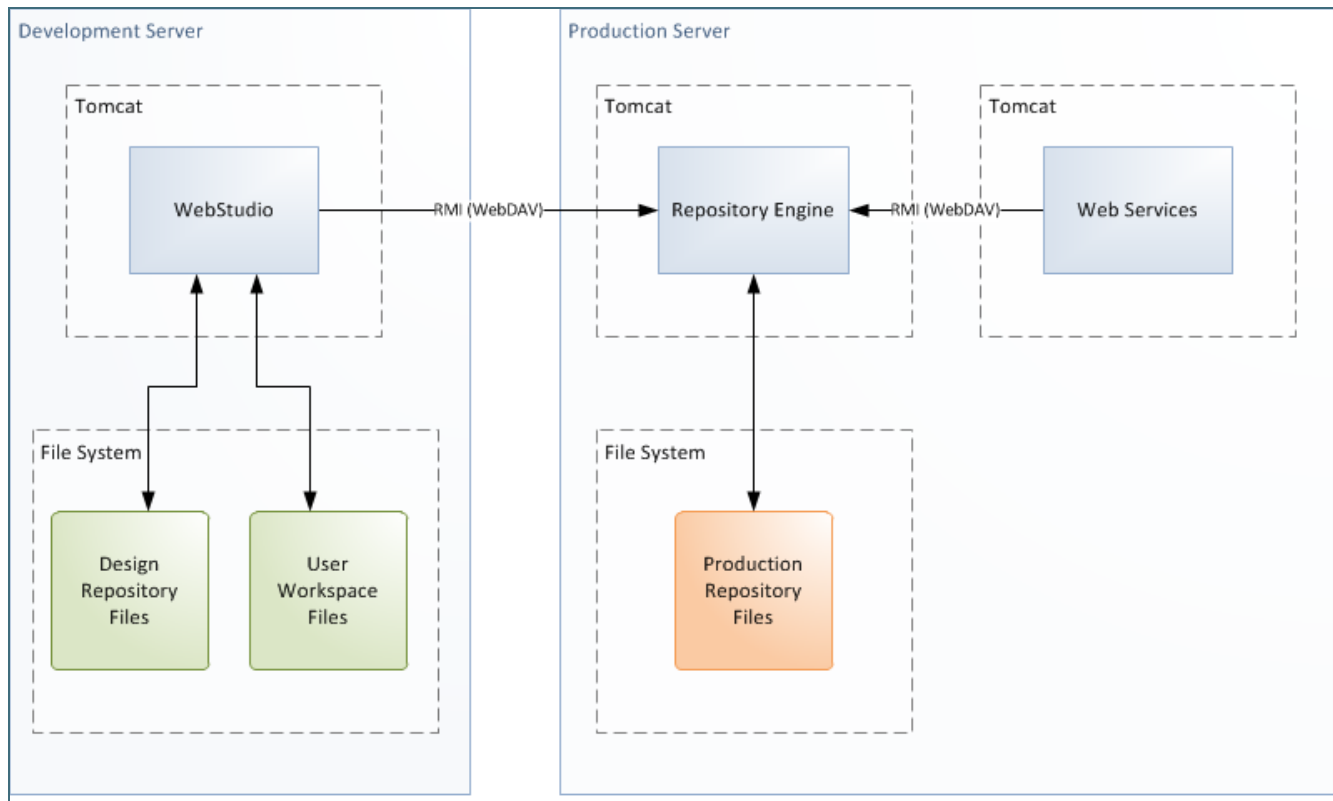 Development Server
Production Server
Tomcat
Tomcat
Tomcat
WebStudio
RMI (WebDAV)
Repository Engine
RMI (WebDAV)
Web Services
File System
File System
Design
Repository
Files
User
Workspace
Files
Production
Repository
Files